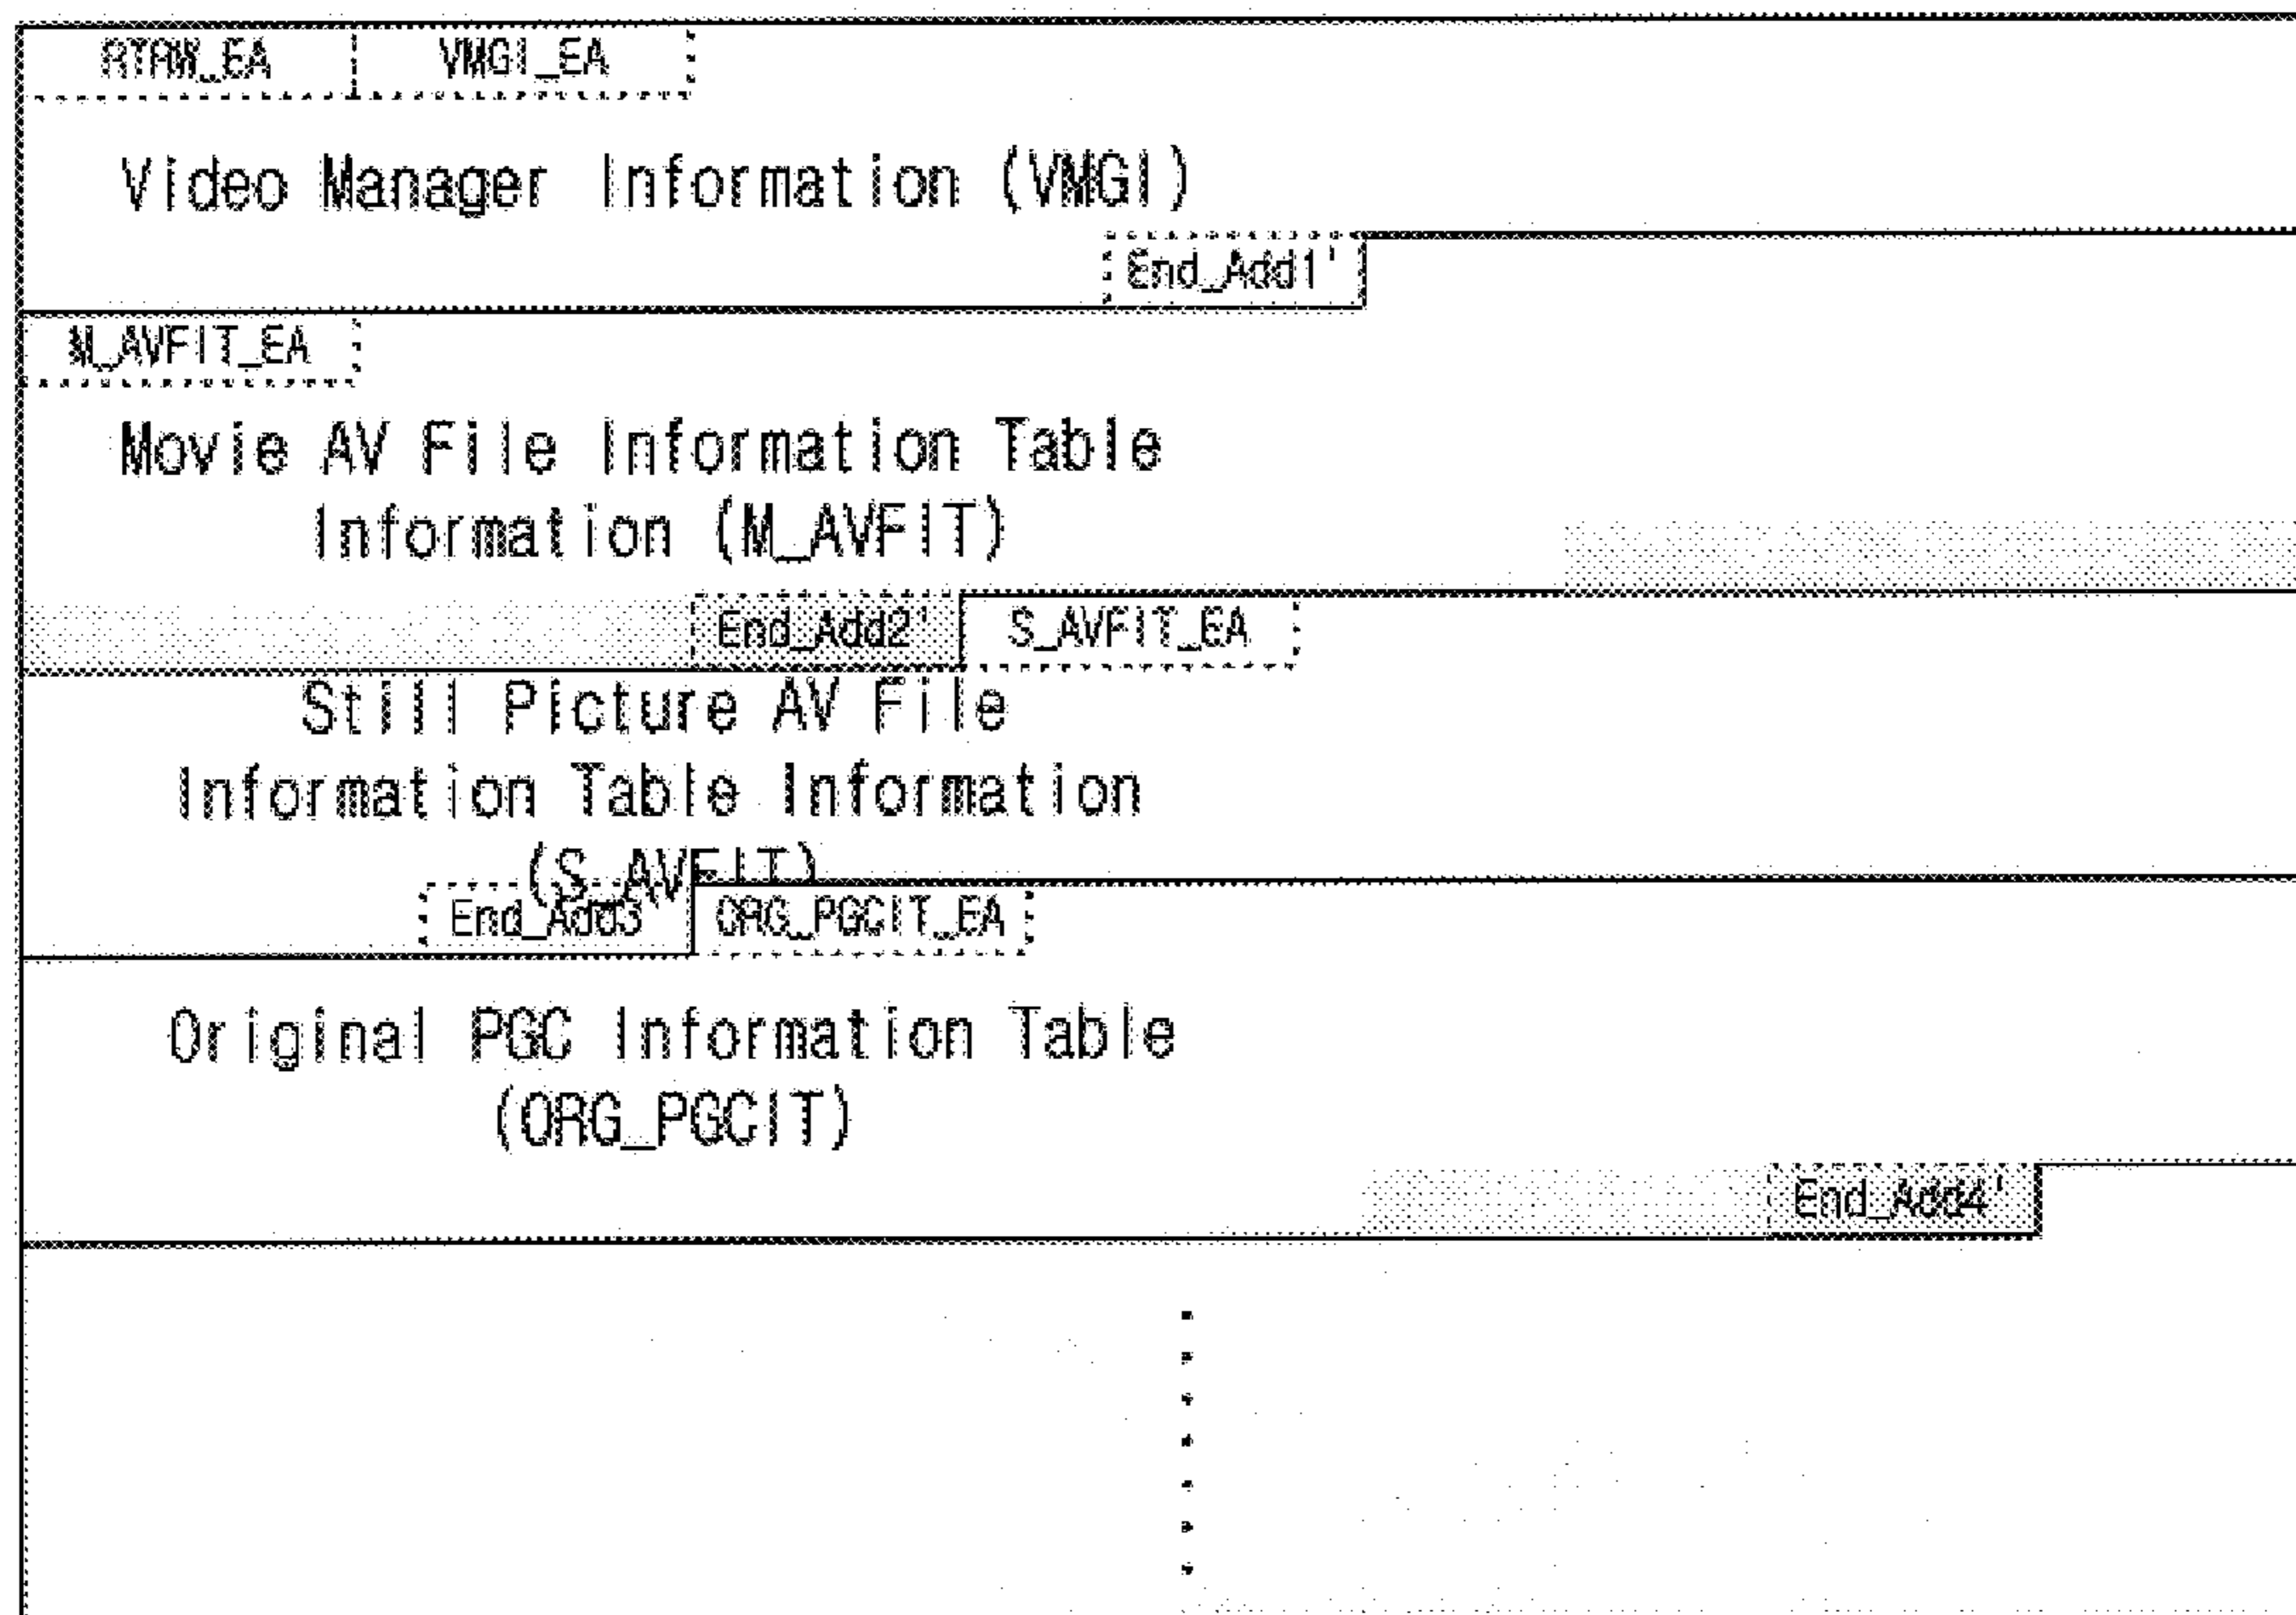 RTRW_EA VMGI_EA
Video Manager Information (VMGI)
End_Add1'
M_AVFIT_EA
Movie AV File Information Table
Information (M_AVFIT)
End_Add2' S_AVFIT_EA
Still Picture AV File
Information Table Information
(S_AVFIT)
End_Add3' ORG_PGCIT_EA
Original PGC Information Table
(ORG_PGCIT)
End_Add4'